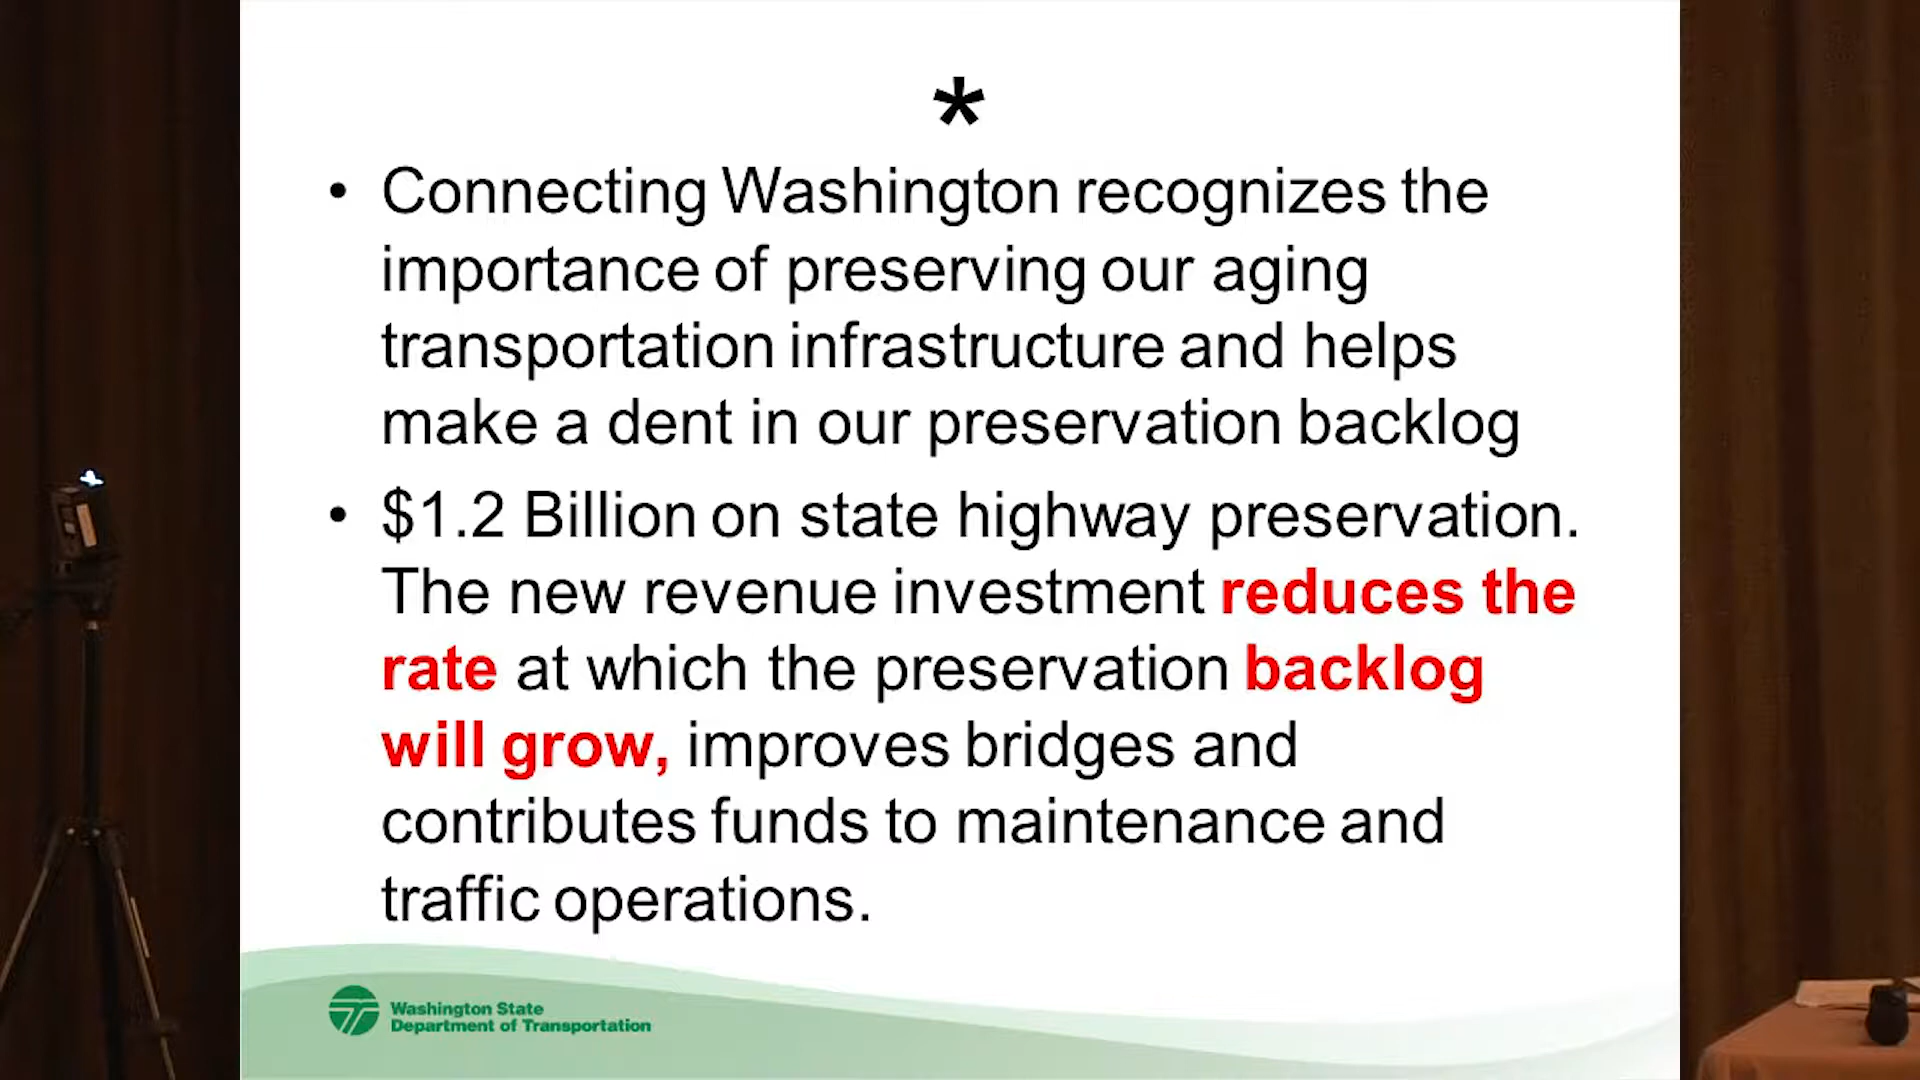 *
• Connecting Washington recognizes the
importance of preserving our aging
transportation infrastructure and helps
make a dent in our preservation backlog
• $1.2 Billion on state highway preservation.
The new revenue investment reduces the
rate at which the preservation backlog
will grow, improves bridges and
contributes funds to maintenance and
traffic operations.
Washington State
Department of Transportation